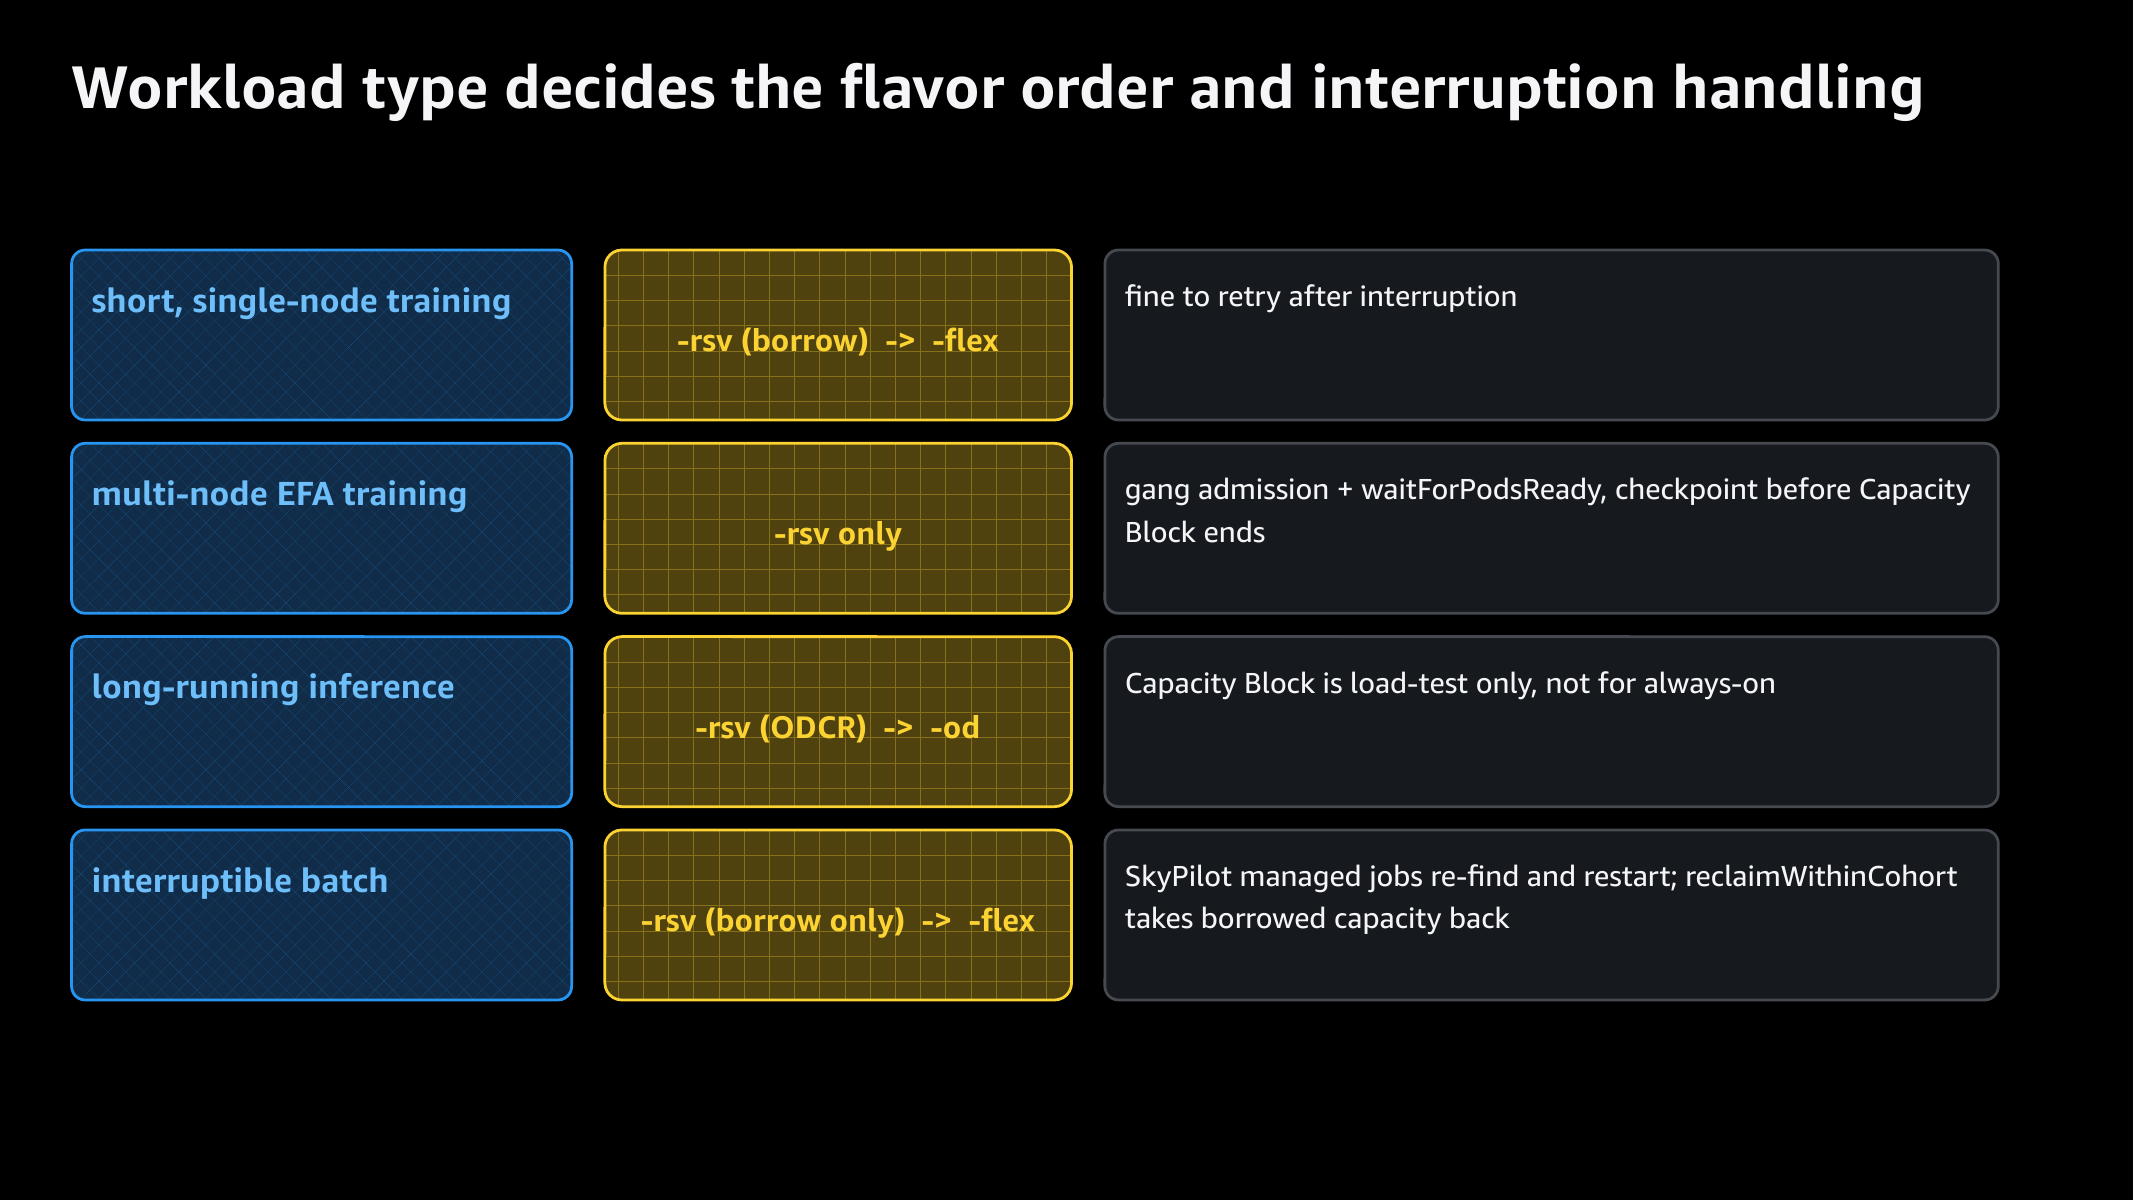 Workload type decides the flavor order and interruption handling
short, single-node training
-rsv (borrow) -> -flex
fine to retry after interruption
multi-node EFA training
-rsv only
gang admission + waitForPodsReady, checkpoint before Capacity
Block ends
long-running inference
-rsv (ODCR) -> -od
Capacity Block is load-test only, not for always-on
interruptible batch
-rsv (borrow only) -> -flex
SkyPilot managed jobs re-find and restart; reclaimWithinCohort
takes borrowed capacity back